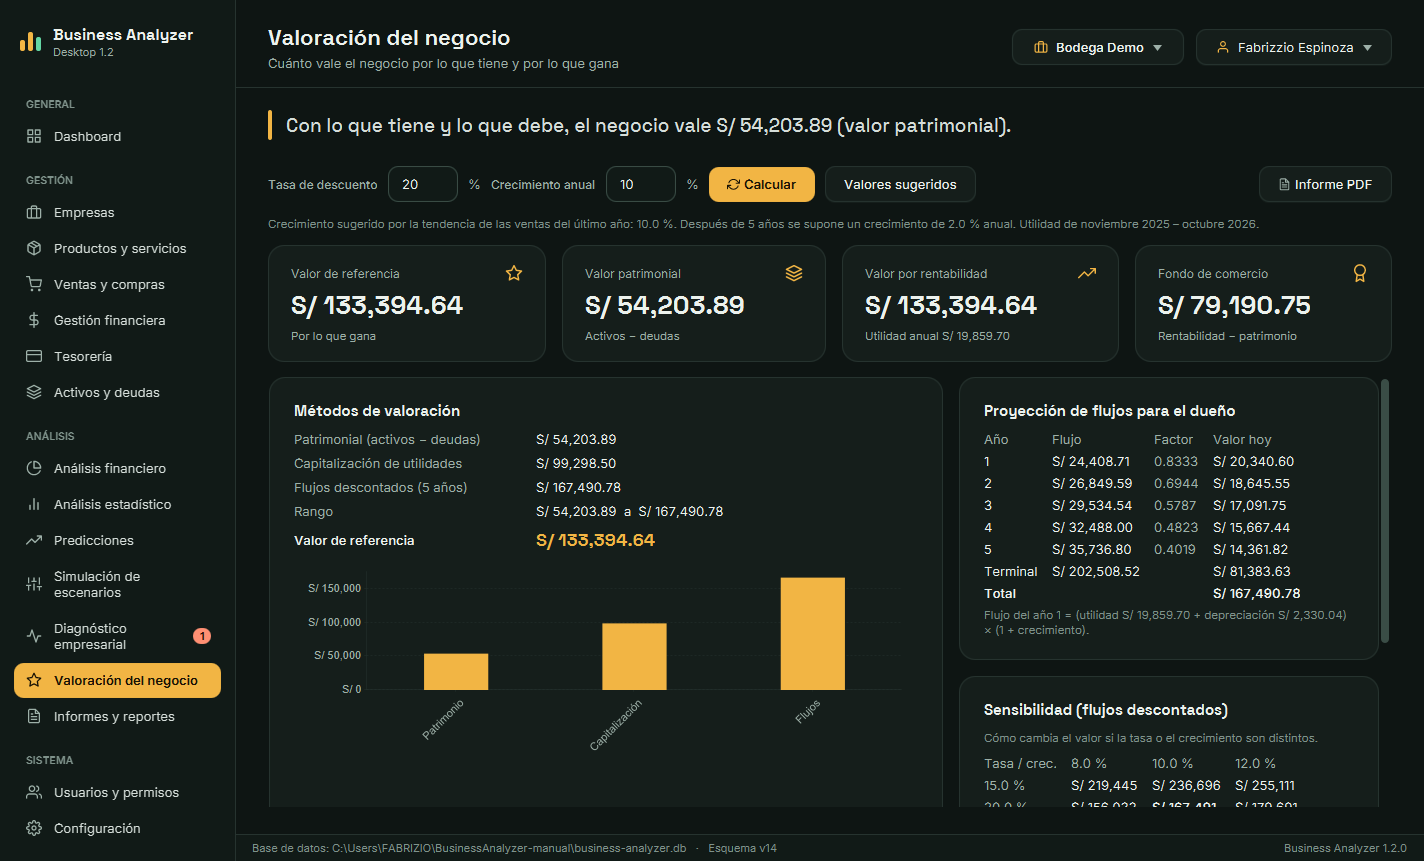 Business Analyzer
Desktop 1.2
GENERAL
Dashboard
GESTIÓN
Empresas
Productos y servicios
Ventas y compras
Gestión financiera
Tesorería
Activos y deudas
ANÁLISIS
Análisis financiero
Análisis estadístico
Predicciones
Simulación de
escenarios
Diagnóstico
empresarial 1
Valoración del negocio
Informes y reportes
SISTEMA
Usuarios y permisos
Configuración
Valoración del negocio
Cuánto vale el negocio por lo que tiene y por lo que gana
Bodega Demo
Fabrizzio Espinoza
Con lo que tiene y lo que debe, el negocio vale S/ 54,203.89 (valor patrimonial).
Tasa de descuento 20 % Crecimiento anual 10 % Calcular Valores sugeridos Informe PDF
Crecimiento sugerido por la tendencia de las ventas del último año: 10.0 %. Después de 5 años se supone un crecimiento de 2.0 % anual. Utilidad de noviembre 2025 – octubre 2026.
Valor de referencia
S/ 133,394.64
Por lo que gana
Valor patrimonial
S/ 54,203.89
Activos − deudas
Valor por rentabilidad
S/ 133,394.64
Utilidad anual S/ 19,859.70
Fondo de comercio
S/ 79,190.75
Rentabilidad − patrimonio
Métodos de valoración
Patrimonial (activos − deudas) S/ 54,203.89
Capitalización de utilidades S/ 99,298.50
Flujos descontados (5 años) S/ 167,490.78
Rango S/ 54,203.89 a S/ 167,490.78
Valor de referencia S/ 133,394.64
S/ 150,000
S/ 100,000
S/ 50,000
S/ 0
Patrimonio
Capitalización
Flujos
Proyección de flujos para el dueño
Año Flujo Factor Valor hoy
1 S/ 24,408.71 0.8333 S/ 20,340.60
2 S/ 26,849.59 0.6944 S/ 18,645.55
3 S/ 29,534.54 0.5787 S/ 17,091.75
4 S/ 32,488.00 0.4823 S/ 15,667.44
5 S/ 35,736.80 0.4019 S/ 14,361.82
Terminal S/ 202,508.52 S/ 81,383.63
Total S/ 167,490.78
Flujo del año 1 = (utilidad S/ 19,859.70 + depreciación S/ 2,330.04)
× (1 + crecimiento).
Sensibilidad (flujos descontados)
Cómo cambia el valor si la tasa o el crecimiento son distintos.
Tasa / crec. 8.0 % 10.0 % 12.0 %
15.0 % S/ 219,445 S/ 236,696 S/ 255,111
20.0 % S/ 167,491
Base de datos: C:\Users\FABRIZIO\BusinessAnalyzer-manual\business-analyzer.db · Esquema v14
Business Analyzer 1.2.0